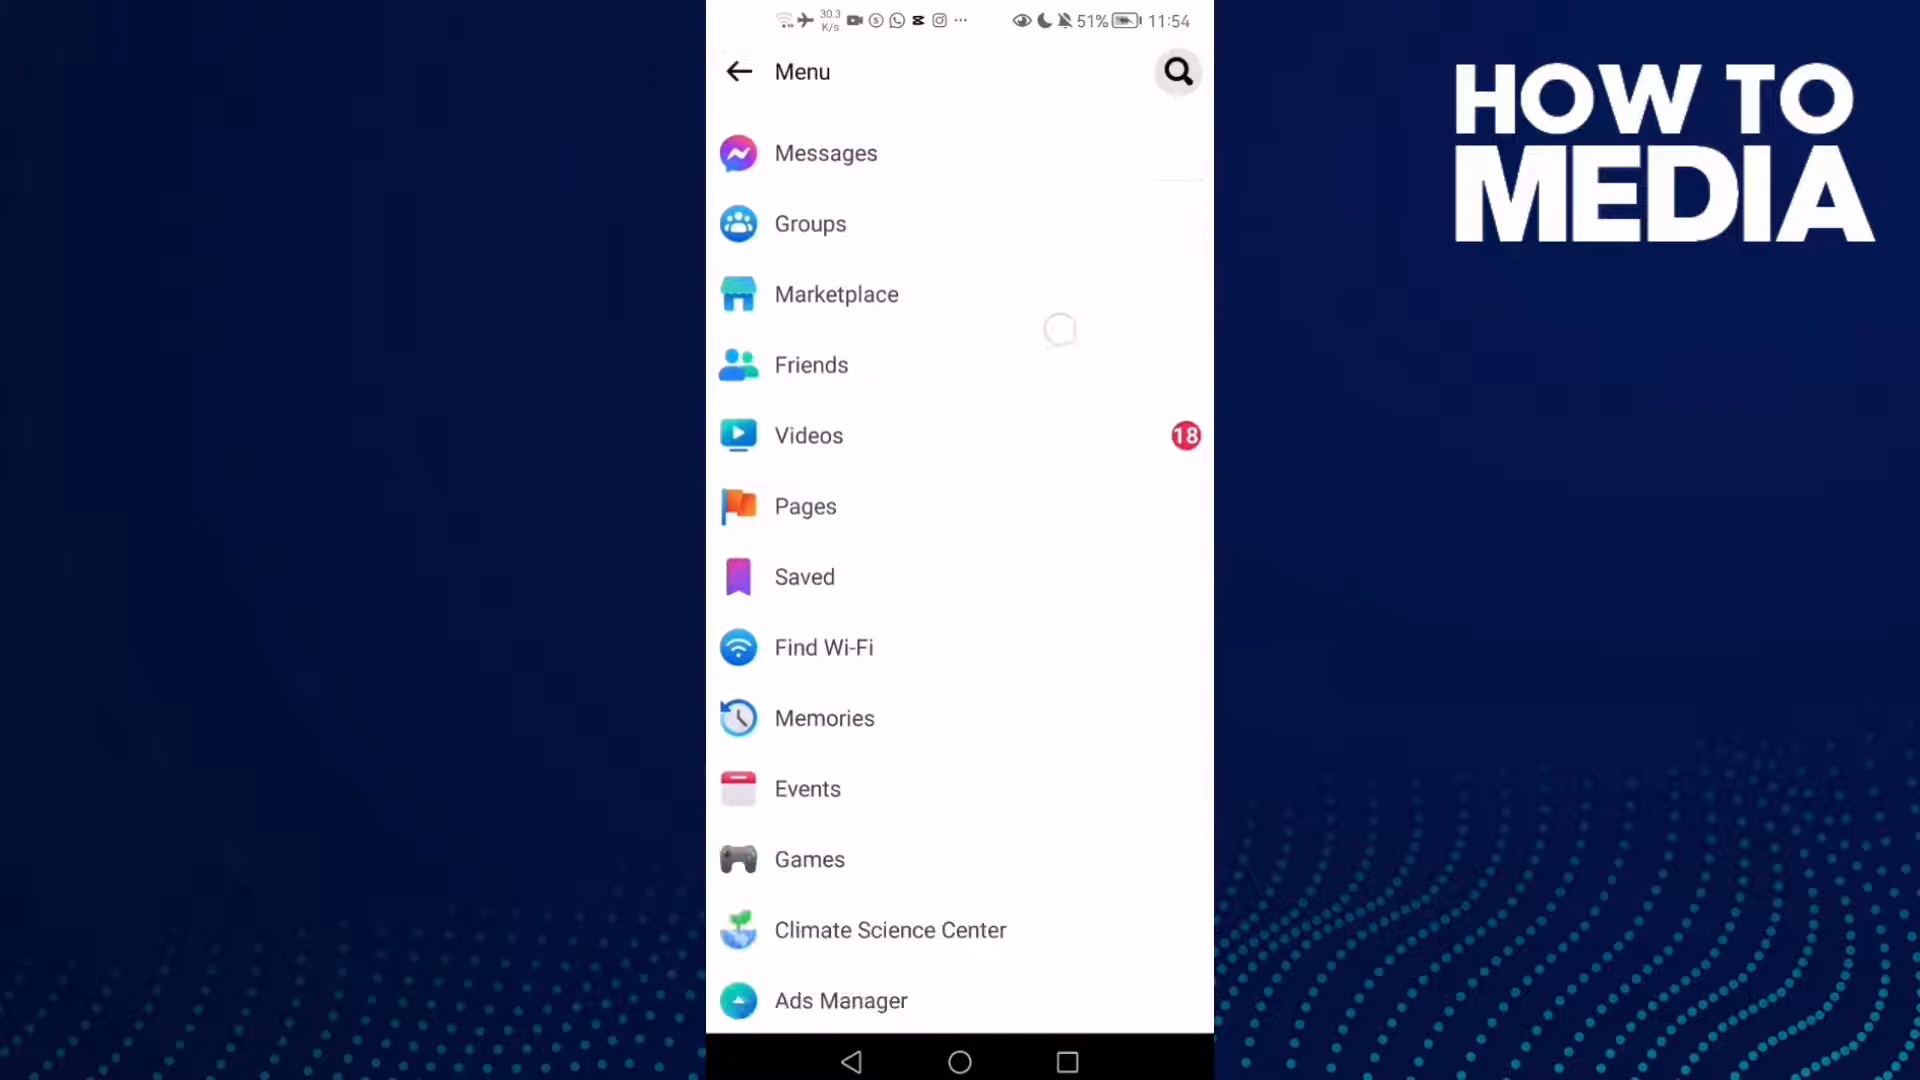 30.3
K/s
51%
11:54
Menu
Messages
Groups
Marketplace
Friends
Videos
18
Pages
Saved
Find Wi-Fi
Memories
Events
Games
Climate Science Center
Ads Manager
HOW TO
MEDIA